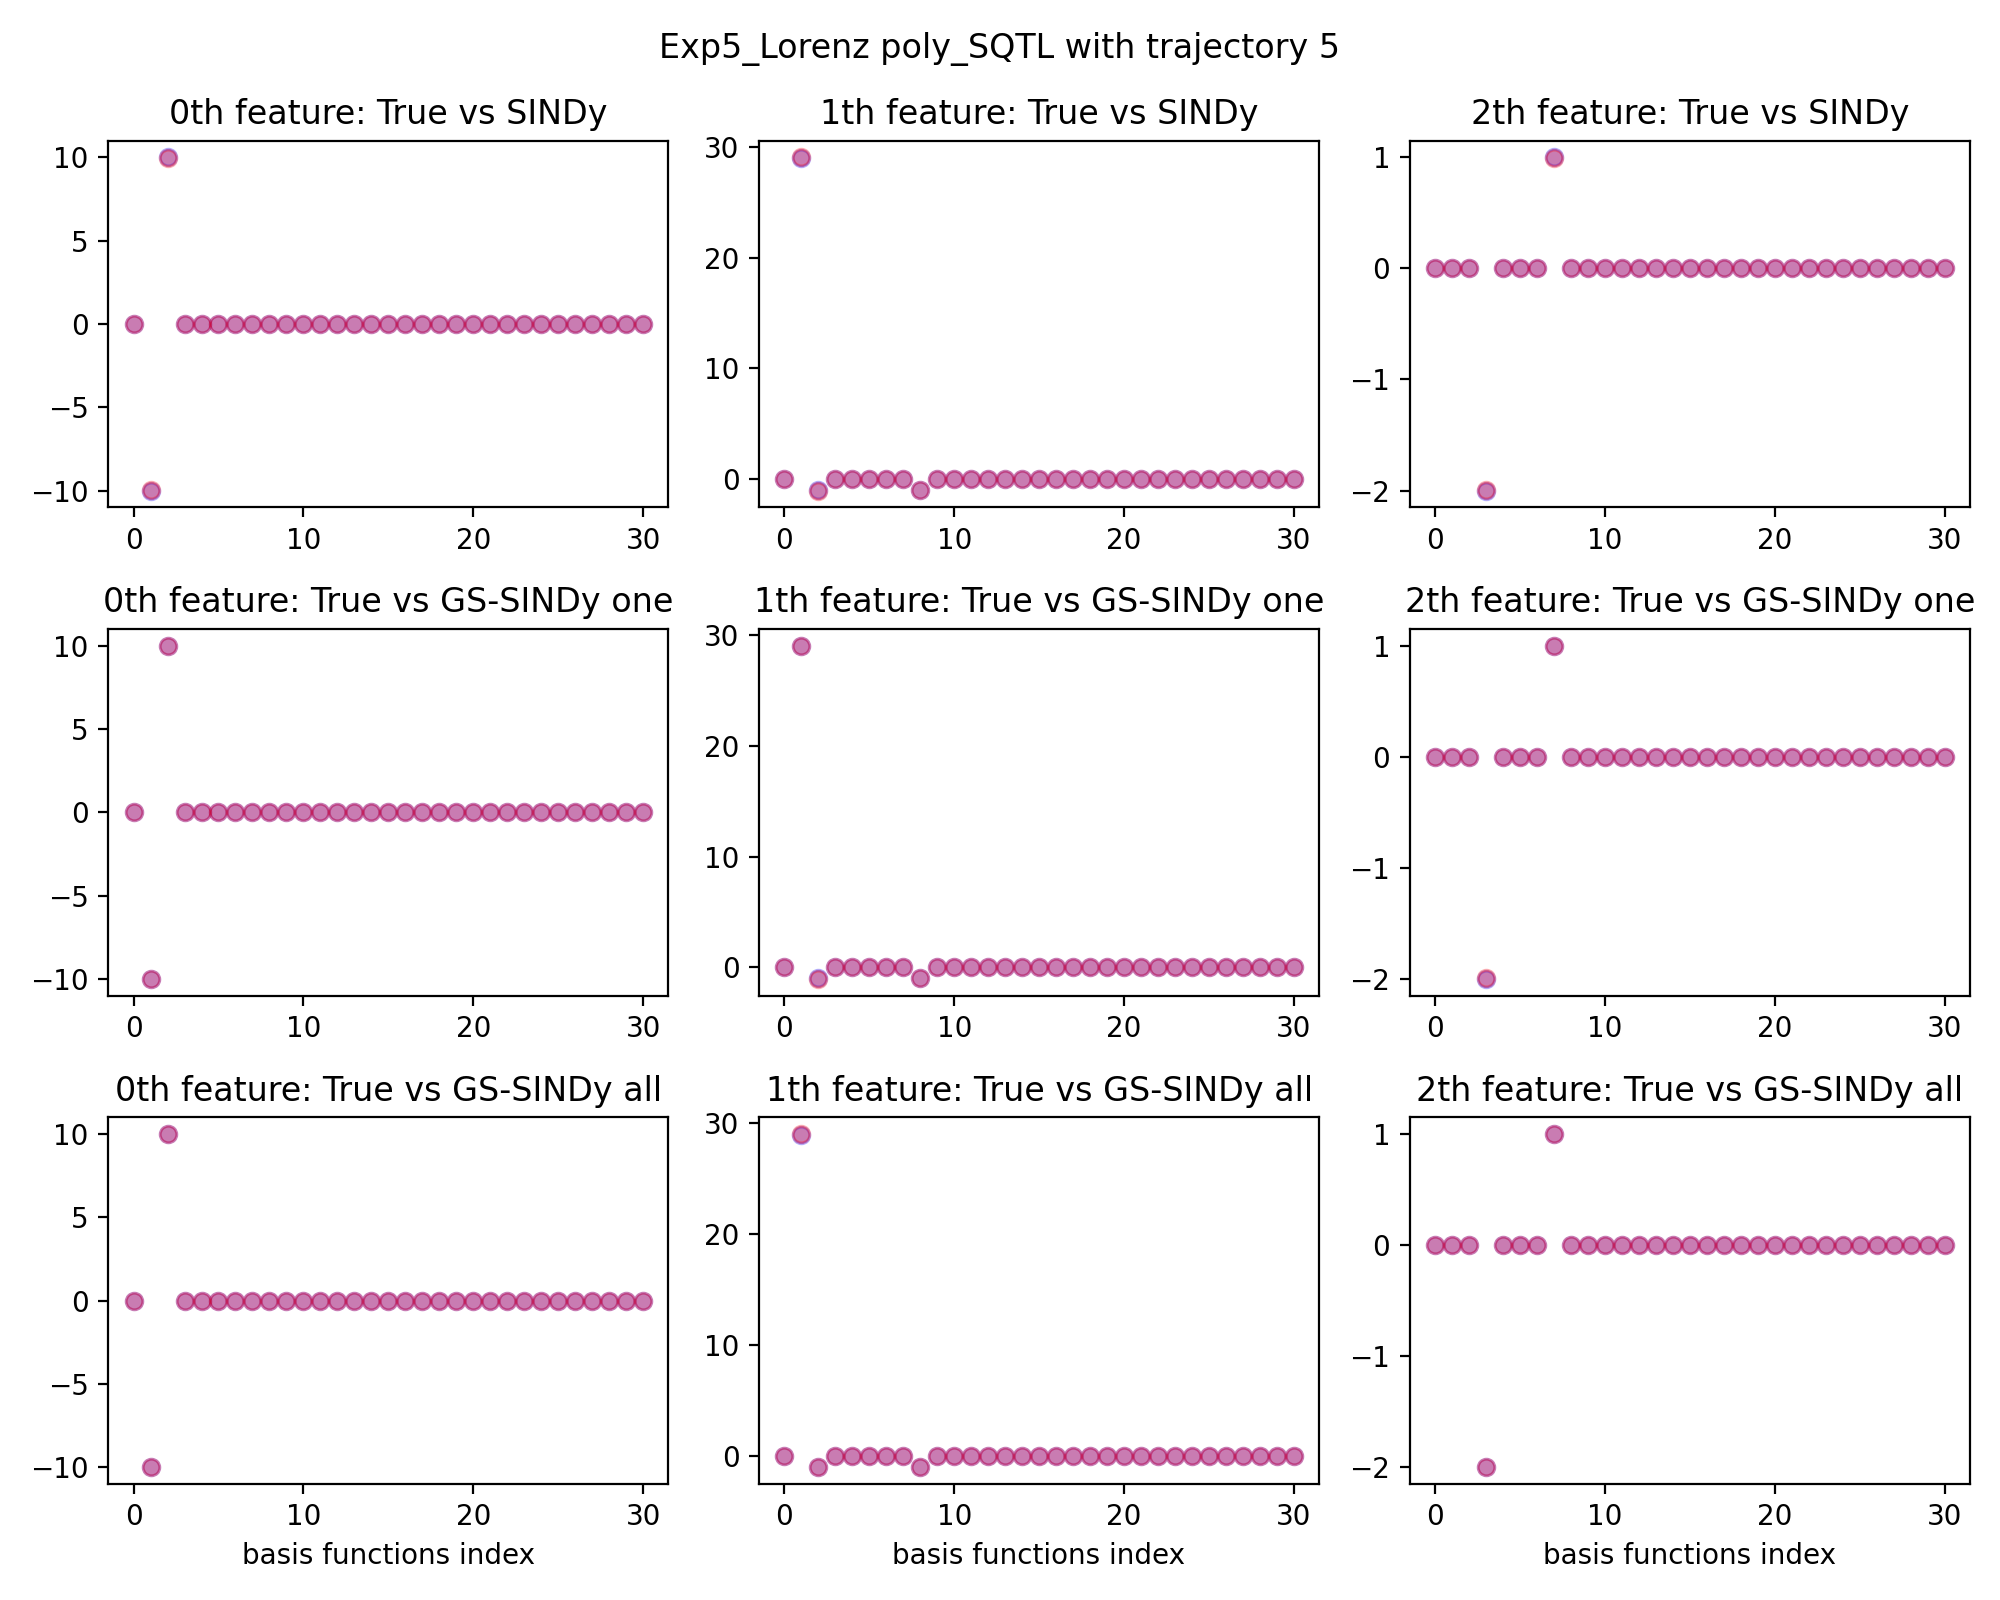 Exp5_Lorenz poly_SQTL with trajectory 5
0th feature: True vs SINDy
1th feature: True vs SINDy
2th feature: True vs SINDy
10
5
0
−5
−10
0 10 20 30
30
20
10
0
0 10 20 30
1
0
−1
−2
0 10 20 30
0th feature: True vs GS-SINDy one
1th feature: True vs GS-SINDy one
2th feature: True vs GS-SINDy one
10
5
0
−5
−10
0 10 20 30
30
20
10
0
0 10 20 30
1
0
−1
−2
0 10 20 30
0th feature: True vs GS-SINDy all
1th feature: True vs GS-SINDy all
2th feature: True vs GS-SINDy all
10
5
0
−5
−10
0 10 20 30
basis functions index
30
20
10
0
0 10 20 30
basis functions index
1
0
−1
−2
0 10 20 30
basis functions index